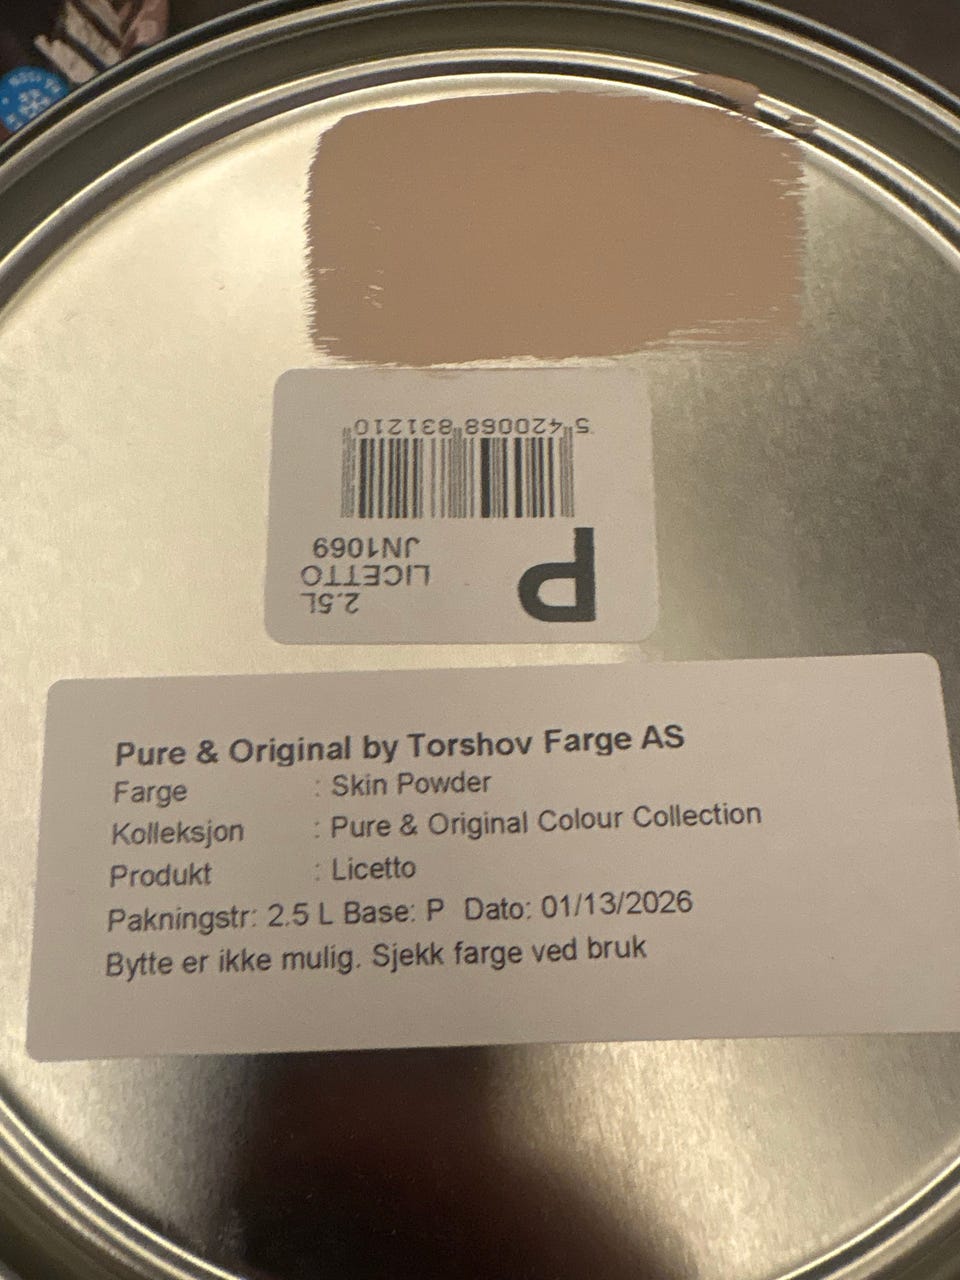 5 420068 831210
P
JN1069
LICETTO
2.5L
Pure & Original by Torshov Farge AS
Farge : Skin Powder
Kolleksjon : Pure & Original Colour Collection
Produkt : Licetto
Pakningstr: 2.5 L Base: P Dato: 01/13/2026
Bytte er ikke mulig. Sjekk farge ved bruk